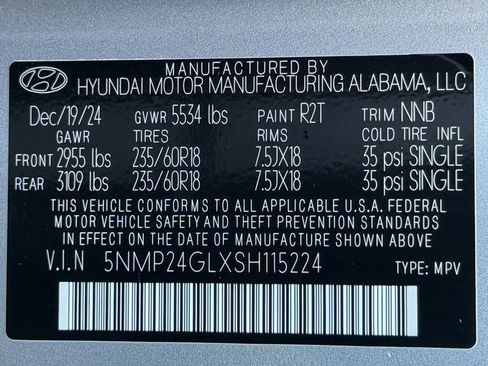 MANUFACTURED BY
HYUNDAI MOTOR MANUFACTURING ALABAMA, LLC
Dec/19/24 GVWR 5534 lbs PAINT R2T TRIM NNB
GAWR TIRES RIMS COLD TIRE INFL
FRONT 2955 lbs 235/60R18 7.5JX18 35 psi SINGLE
REAR 3109 lbs 235/60R18 7.5JX18 35 psi SINGLE
THIS VEHICLE CONFORMS TO ALL APPLICABLE U.S.A. FEDERAL
MOTOR VEHICLE SAFETY AND THEFT PREVENTION STANDARDS
IN EFFECT ON THE DATE OF MANUFACTURE SHOWN ABOVE
V.I.N 5NMP24GLXSH115224 TYPE: MPV